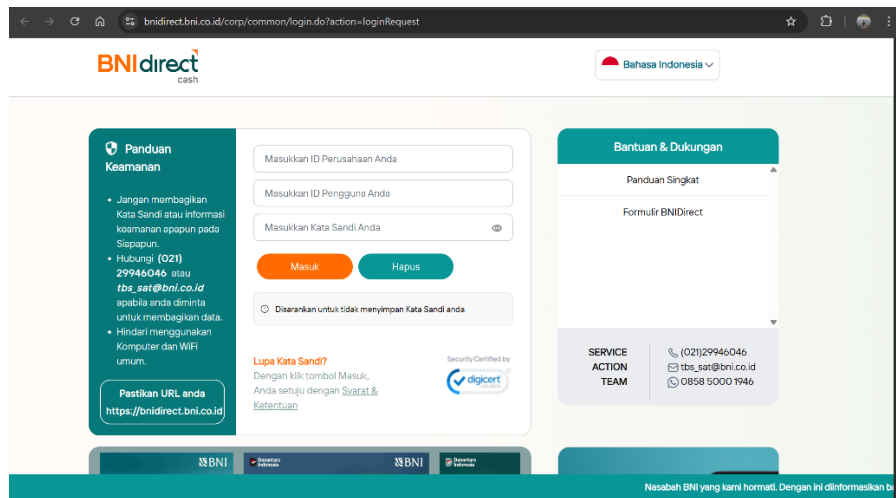 bnidirect.bni.co.id/corp/common/login.do?action=loginRequest
BNIdirect
cash
Bahasa Indonesia
Panduan
Keamanan
Jangan membagikan
Kata Sandi atau informasi
keamanan apapun pada
Siapapun.
Hubungi (021)
29946046 atau
tbs_sat@bni.co.id
apabila anda diminta
untuk membagikan data.
Hindari menggunakan
Komputer dan WiFi
umum.
Pastikan URL anda
https://bnidirect.bni.co.id
Masukkan ID Perusahaan Anda
Masukkan ID Pengguna Anda
Masukkan Kata Sandi Anda
Masuk
Hapus
Disarankan untuk tidak menyimpan Kata Sandi anda
Lupa Kata Sandi?
Dengan klik tombol Masuk,
Anda setuju dengan Syarat &
Ketentuan
Security Certified by
digicert
Bantuan & Dukungan
Panduan Singkat
Formulir BNIDirect
SERVICE
ACTION
TEAM
(021)29946046
tbs_sat@bni.co.id
0858 5000 1946
BNI
Danantara
Indonesia
BNI
Danantara
Indonesia
Nasabah BNI yang kami hormati. Dengan ini diinformasikan